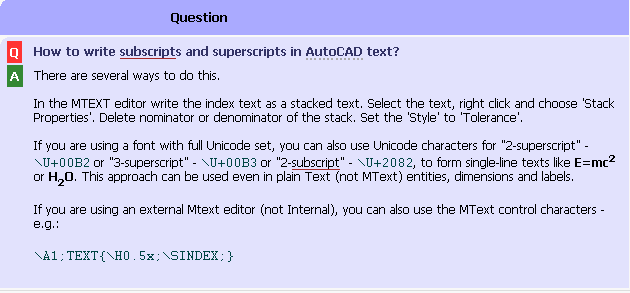 Question
Q How to write subscripts and superscripts in AutoCAD text?
A There are several ways to do this.
In the MTEXT editor write the index text as a stacked text. Select the text, right click and choose 'Stack
Properties'. Delete nominator or denominator of the stack. Set the 'Style' to 'Tolerance'.
If you are using a font with full Unicode set, you can also use Unicode characters for "2-superscript" -
\U+00B2 or "3-superscript" - \U+00B3 or "2-subscript" - \U+2082, to form single-line texts like E=mc²
or H₂O. This approach can be used even in plain Text (not MText) entities, dimensions and labels.
If you are using an external Mtext editor (not Internal), you can also use the MText control characters -
e.g.:
\A1;TEXT{\H0.5x;\SINDEX;}